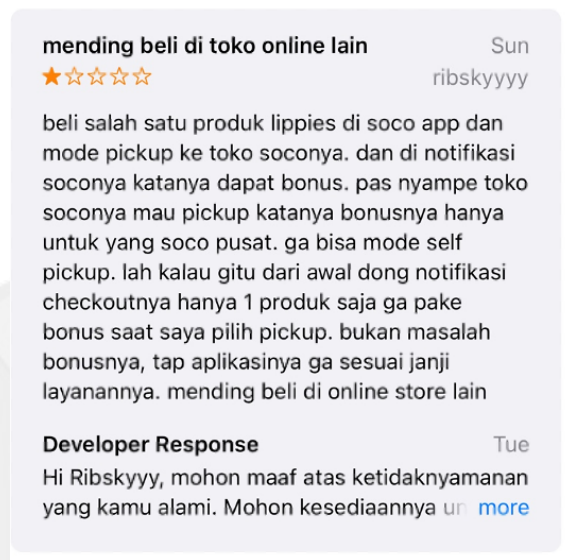 mending beli di toko online lain
Sun
★☆☆☆☆
ribskyyyy
beli salah satu produk lippies di soco app dan
mode pickup ke toko soconya. dan di notifikasi
soconya katanya dapat bonus. pas nyampe toko
soconya mau pickup katanya bonusnya hanya
untuk yang soco pusat. ga bisa mode self
pickup. lah kalau gitu dari awal dong notifikasi
checkoutnya hanya 1 produk saja ga pake
bonus saat saya pilih pickup. bukan masalah
bonusnya, tap aplikasinya ga sesuai janji
layanannya. mending beli di online store lain
Developer Response
Tue
Hi Ribskyyy, mohon maaf atas ketidaknyamanan
yang kamu alami. Mohon kesediaannya
more